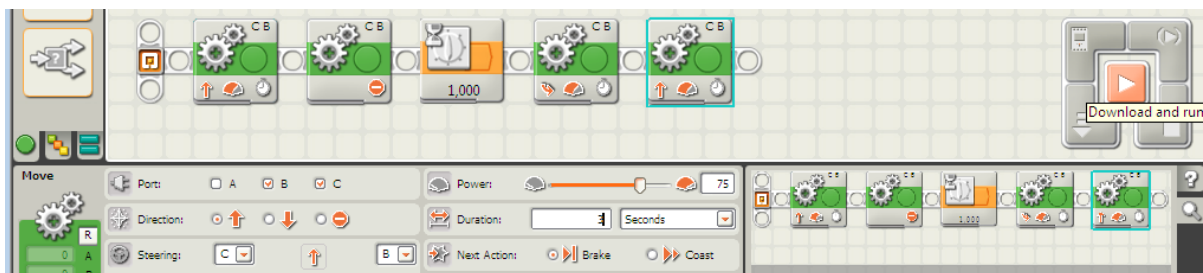 C B
C B
C B
C B
1,000
Download and run
Move
Port:
A
B
C
Power:
75
C B
C B
C B
C B
?
Direction:
Duration:
3
Seconds
1,000
R
0 A
Steering:
C
B
Next Action:
Brake
Coast